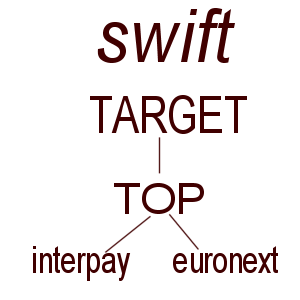 swift
TARGET
TOP
interpay euronext